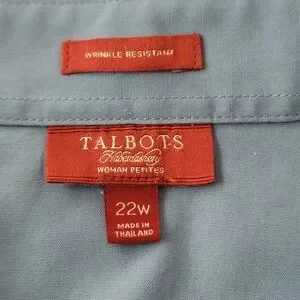 WRINKLE RESISTANT
TALBOTS
Haberdashery
WOMAN PETITES
22W
MADE IN
THAILAND